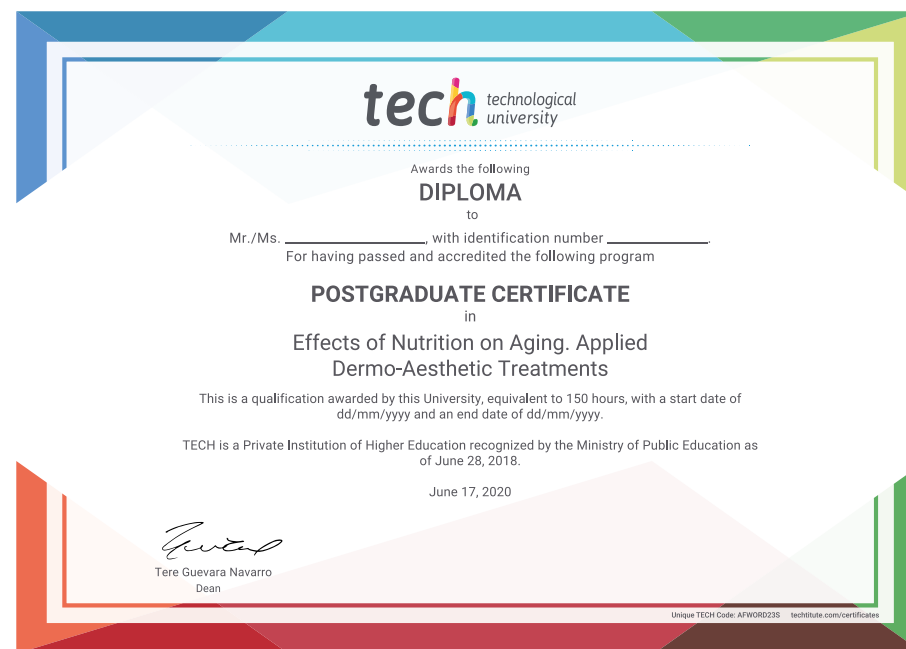 tech technological
university
Awards the following
DIPLOMA
to
Mr./Ms. ____________________, with identification number ______________.
For having passed and accredited the following program
POSTGRADUATE CERTIFICATE
in
Effects of Nutrition on Aging. Applied
Dermo-Aesthetic Treatments
This is a qualification awarded by this University, equivalent to 150 hours, with a start date of
dd/mm/yyyy and an end date of dd/mm/yyyy.
TECH is a Private Institution of Higher Education recognized by the Ministry of Public Education as
of June 28, 2018.
June 17, 2020
Tere Guevara Navarro
Dean
Unique TECH Code: AFWORD23S techtitute.com/certificates